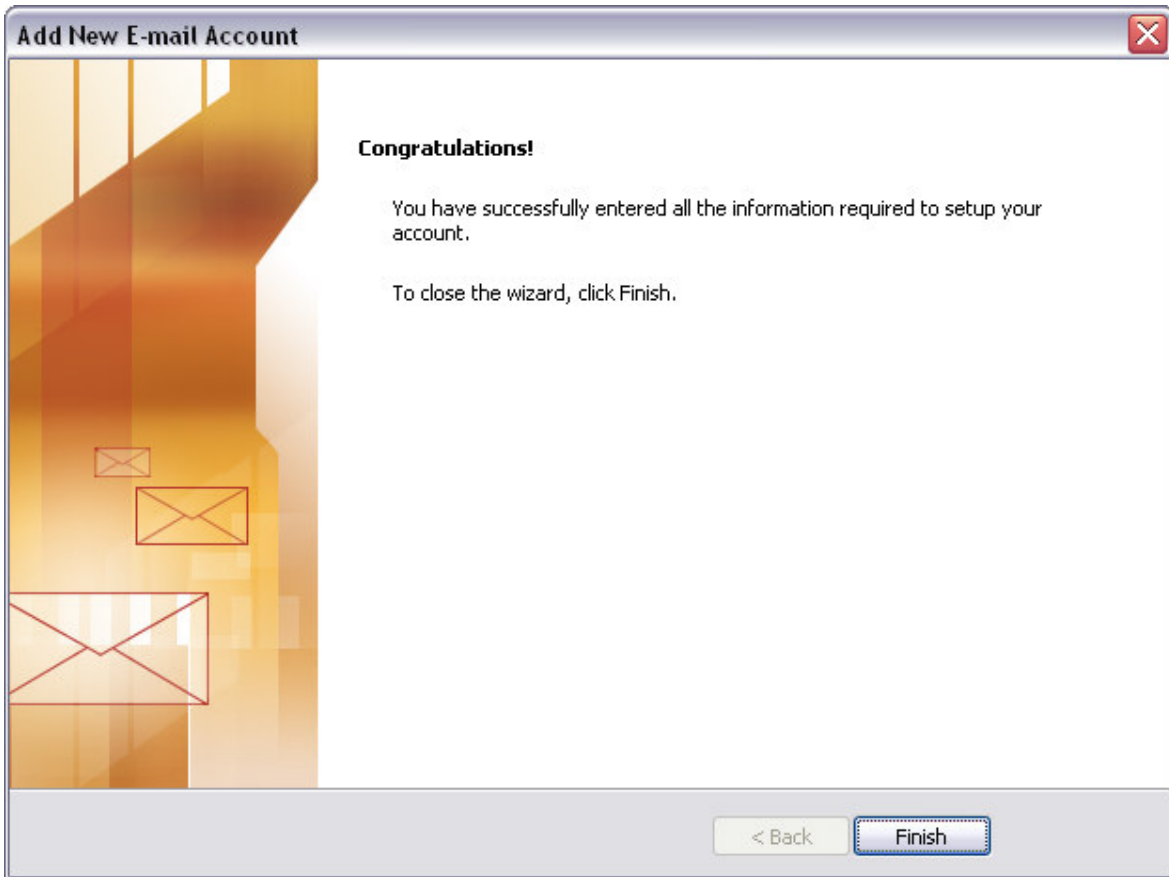 Add New E-mail Account
Congratulations!
You have successfully entered all the information required to setup your
account.
To close the wizard, click Finish.
< Back
Finish